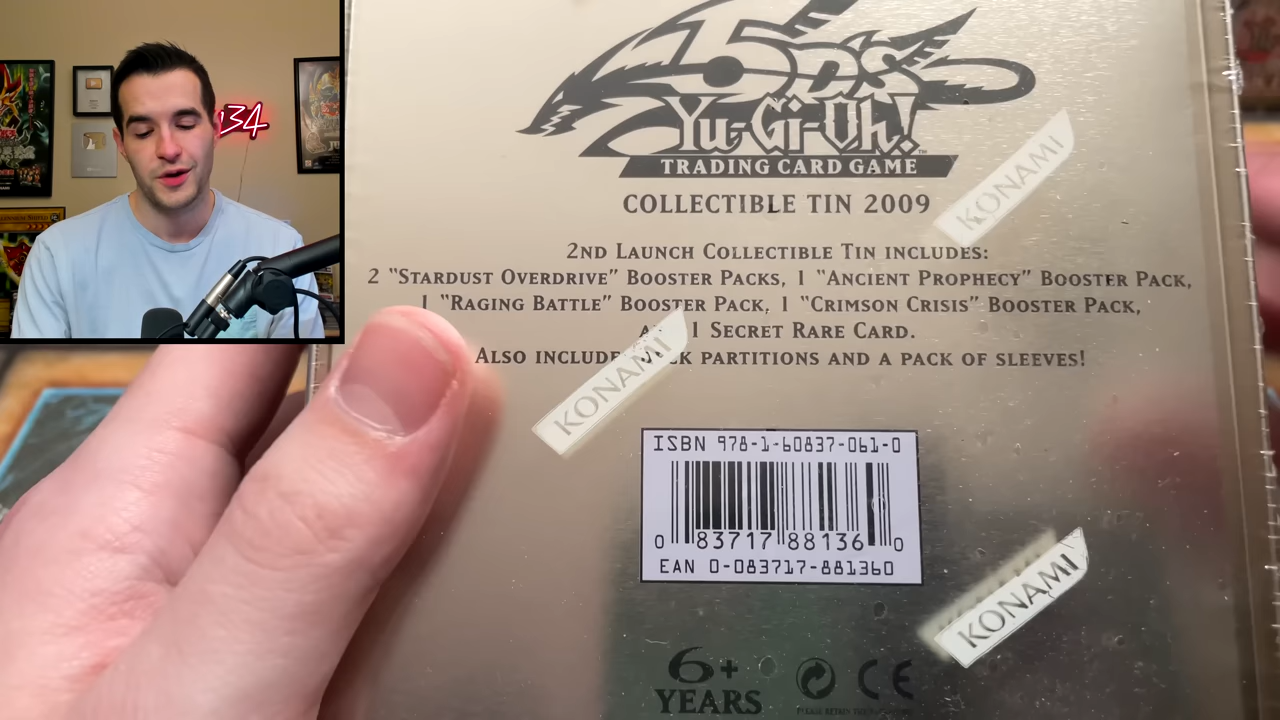 134
5D's
Yu-Gi-Oh!™
TRADING CARD GAME
COLLECTIBLE TIN 2009
KONAMI
2ND LAUNCH COLLECTIBLE TIN INCLUDES:
2 "STARDUST OVERDRIVE" BOOSTER PACKS, 1 "ANCIENT PROPHECY" BOOSTER PACK,
1 "RAGING BATTLE" BOOSTER PACK, 1 "CRIMSON CRISIS" BOOSTER PACK,
1 SECRET RARE CARD.
ALSO INCLUDE PARTITIONS AND A PACK OF SLEEVES!
KONAMI
ISBN 978-1-60837-061-0
0 83717 88136 0
EAN 0-083717-881360
KONAMI
6+
YEARS
CE